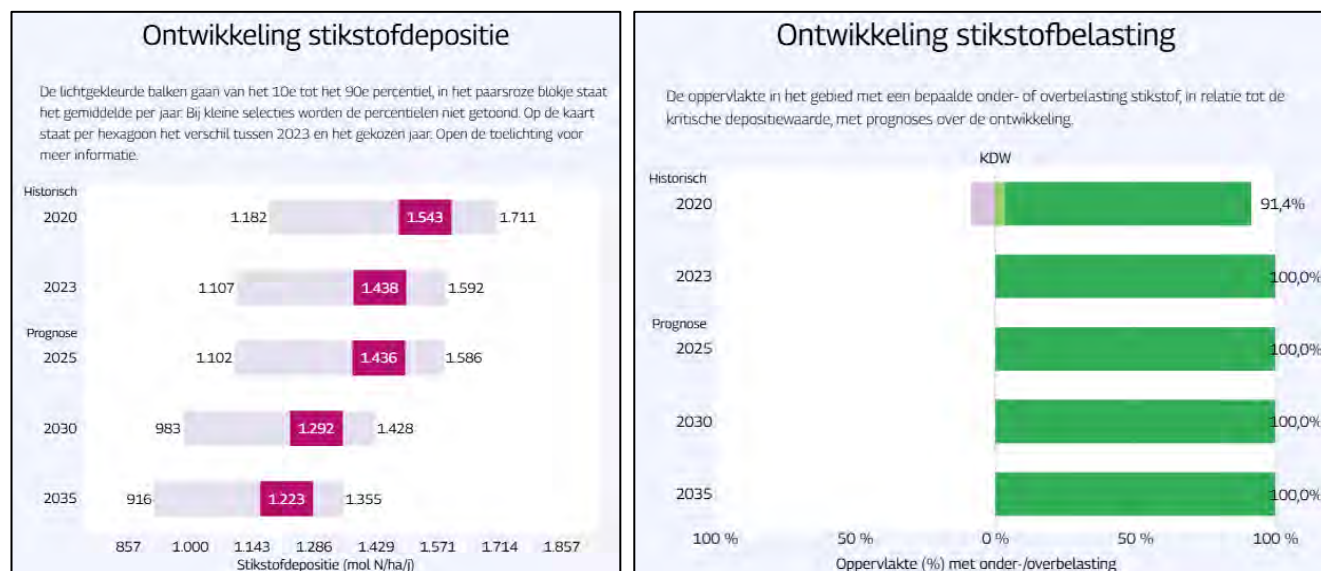 Ontwikkeling stikstofdepositie
De lichtgekleurde balken gaan van het 10e tot het 90e percentiel, in het paarsroze blokje staat
het gemiddelde per jaar. Bij kleine selecties worden de percentielen niet getoond. Op de kaart
staat per hexagoon het verschil tussen 2023 en het gekozen jaar. Open de toelichting voor
meer informatie.
Historisch
2020 1.182 1.543 1.711
2023 1.107 1.438 1.592
Prognose
2025 1.102 1.436 1.586
2030 983 1.292 1.428
2035 916 1.223 1.355
857 1.000 1.143 1.286 1.429 1.571 1.714 1.857
Stikstofdepositie (mol N/ha/j)
Ontwikkeling stikstofbelasting
De oppervlakte in het gebied met een bepaalde onder- of overbelasting stikstof, in relatie tot de
kritische depositiewaarde, met prognoses over de ontwikkeling.
KDW
Historisch
2020 91,4%
2023 100,0%
Prognose
2025 100,0%
2030 100,0%
2035 100,0%
100 % 50 % 0 % 50 % 100 %
Oppervlakte (%) met onder-/overbelasting